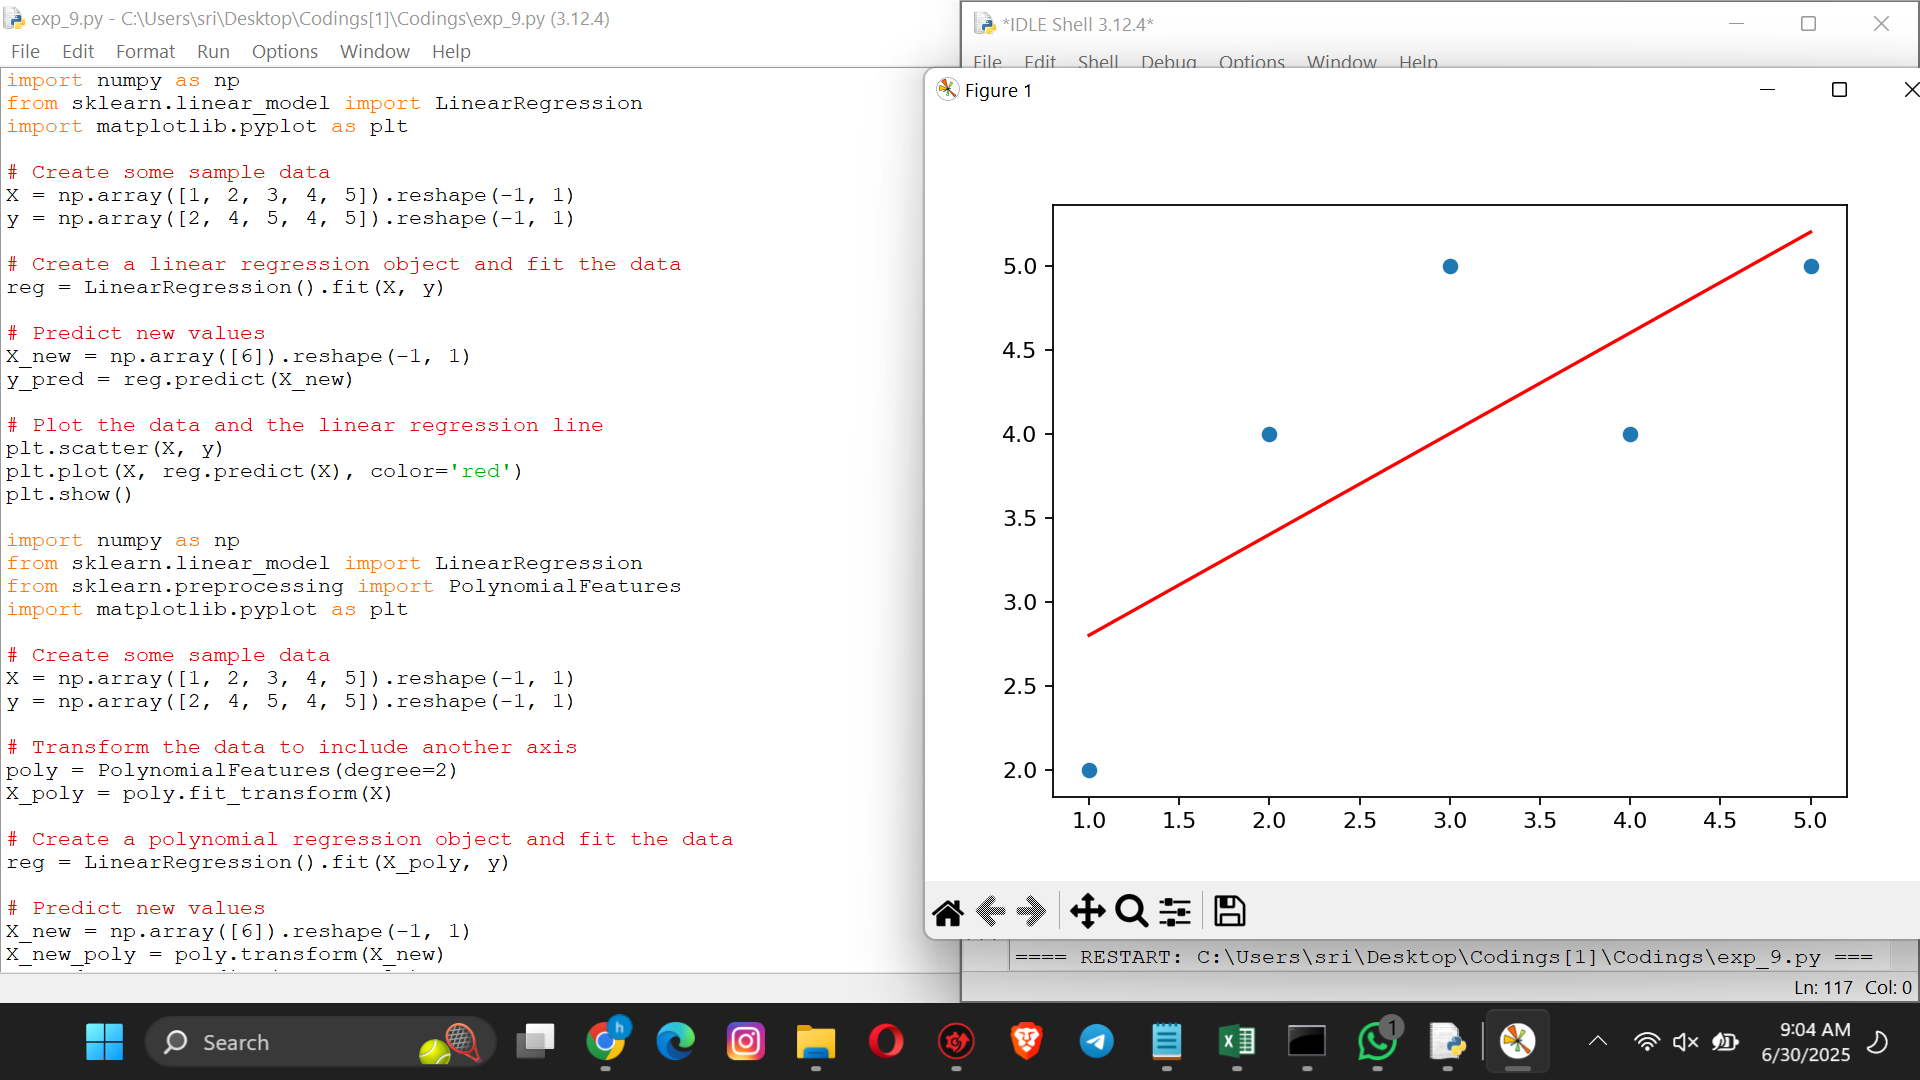 exp_9.py - C:\Users\sri\Desktop\Codings[1]\Codings\exp_9.py (3.12.4)
File Edit Format Run Options Window Help
import numpy as np
from sklearn.linear_model import LinearRegression
import matplotlib.pyplot as plt
# Create some sample data
X = np.array([1, 2, 3, 4, 5]).reshape(-1, 1)
y = np.array([2, 4, 5, 4, 5]).reshape(-1, 1)
# Create a linear regression object and fit the data
reg = LinearRegression().fit(X, y)
# Predict new values
X_new = np.array([6]).reshape(-1, 1)
y_pred = reg.predict(X_new)
# Plot the data and the linear regression line
plt.scatter(X, y)
plt.plot(X, reg.predict(X), color='red')
plt.show()
import numpy as np
from sklearn.linear_model import LinearRegression
from sklearn.preprocessing import PolynomialFeatures
import matplotlib.pyplot as plt
# Create some sample data
X = np.array([1, 2, 3, 4, 5]).reshape(-1, 1)
y = np.array([2, 4, 5, 4, 5]).reshape(-1, 1)
# Transform the data to include another axis
poly = PolynomialFeatures(degree=2)
X_poly = poly.fit_transform(X)
# Create a polynomial regression object and fit the data
reg = LinearRegression().fit(X_poly, y)
# Predict new values
X_new = np.array([6]).reshape(-1, 1)
X_new_poly = poly.transform(X_new)
*IDLE Shell 3.12.4*
File Edit Shell Debug Options Window Help
Figure 1
5.0
4.5
4.0
3.5
3.0
2.5
2.0
1.0 1.5 2.0 2.5 3.0 3.5 4.0 4.5 5.0
==== RESTART: C:\Users\sri\Desktop\Codings[1]\Codings\exp_9.py ===
Ln: 117 Col: 0
Search
h
1
9:04 AM
6/30/2025